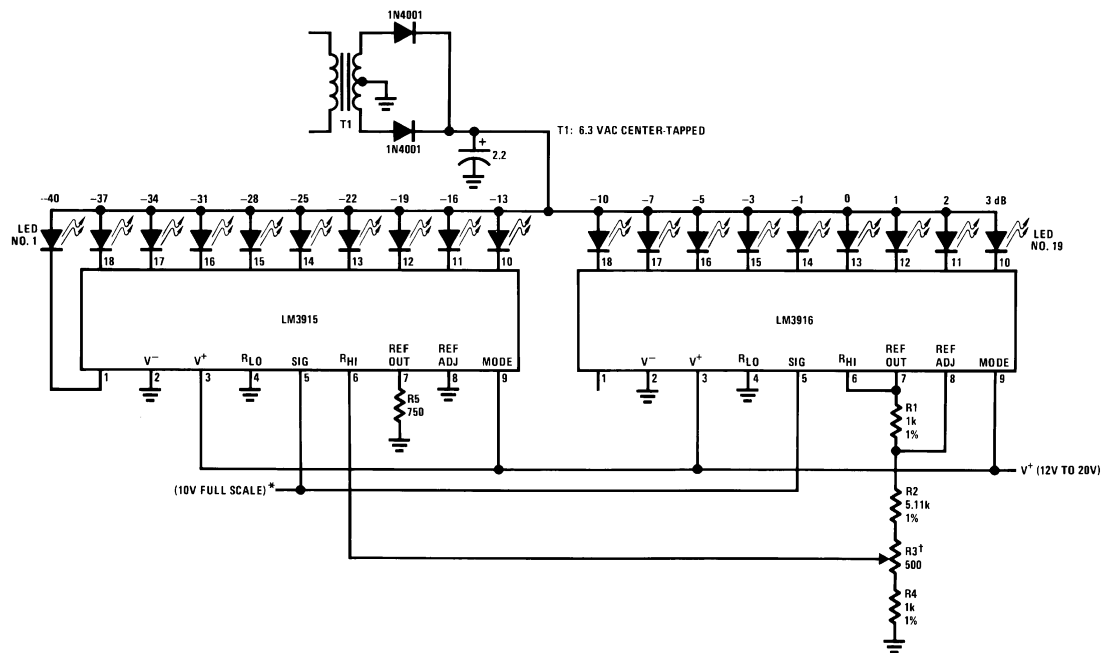 1N4001
T1
1N4001
+
2.2
T1: 6.3 VAC CENTER-TAPPED
−40 −37 −34 −31 −28 −25 −22 −19 −16 −13 −10 −7 −5 −3 −1 0 1 2 3 dB
LED NO. 1
LED NO. 19
18 17 16 15 14 13 12 11 10
18 17 16 15 14 13 12 11 10
LM3915
LM3916
V− V+ RLO SIG RHI REF OUT REF ADJ MODE
V− V+ RLO SIG RHI REF OUT REF ADJ MODE
1 2 3 4 5 6 7 8 9
1 2 3 4 5 6 7 8 9
R5
750
R1
1k
1%
V+ (12V TO 20V)
(10V FULL SCALE)*
R2
5.11k
1%
R3†
500
R4
1k
1%